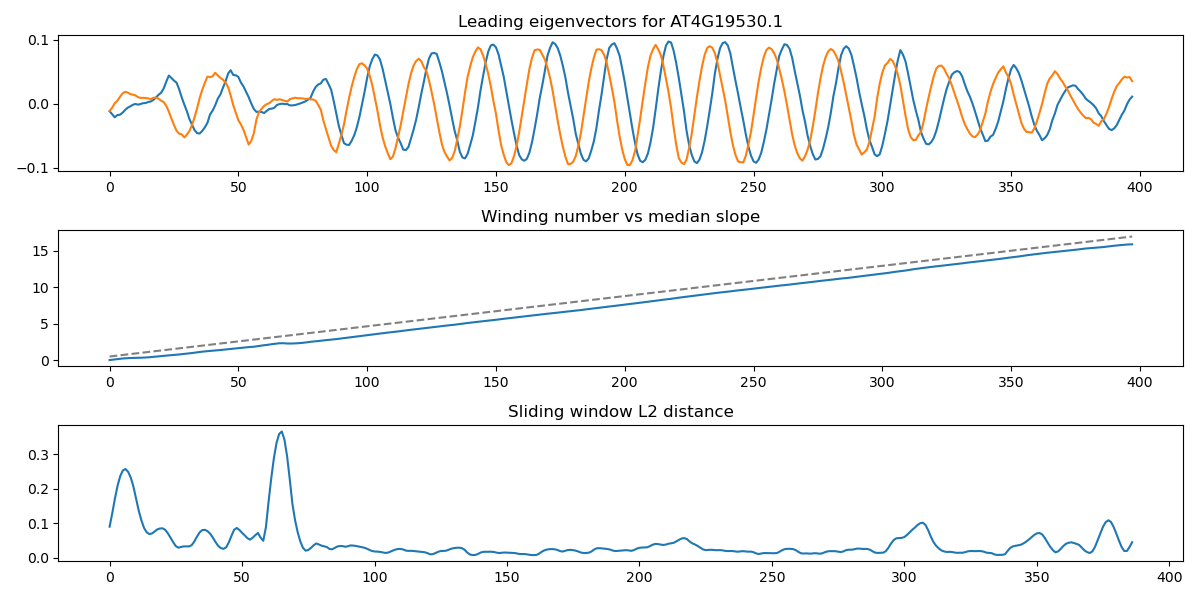 Leading eigenvectors for AT4G19530.1
0.1
0.0
−0.1
0 50 100 150 200 250 300 350 400
Winding number vs median slope
15
10
5
0
0 50 100 150 200 250 300 350 400
Sliding window L2 distance
0.3
0.2
0.1
0.0
0 50 100 150 200 250 300 350 400